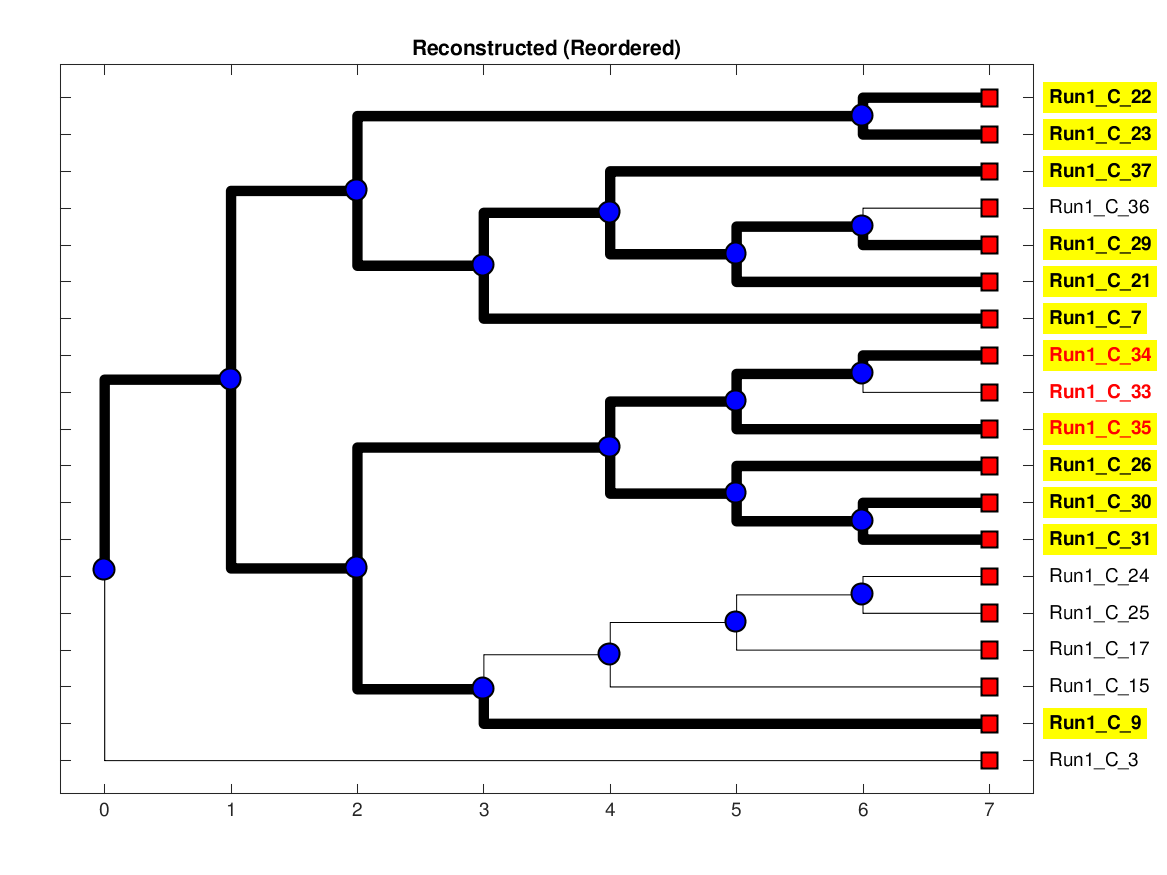 Reconstructed (Reordered)
Run1_C_22
Run1_C_23
Run1_C_37
Run1_C_36
Run1_C_29
Run1_C_21
Run1_C_7
Run1_C_34
Run1_C_33
Run1_C_35
Run1_C_26
Run1_C_30
Run1_C_31
Run1_C_24
Run1_C_25
Run1_C_17
Run1_C_15
Run1_C_9
Run1_C_3
0 1 2 3 4 5 6 7